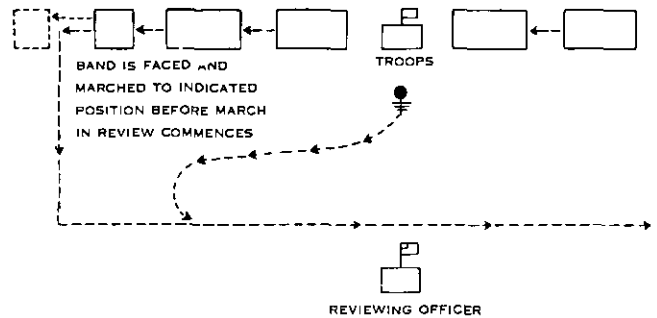 TROOPS
BAND IS FACED AND
MARCHED TO INDICATED
POSITION BEFORE MARCH
IN REVIEW COMMENCES
REVIEWING OFFICER